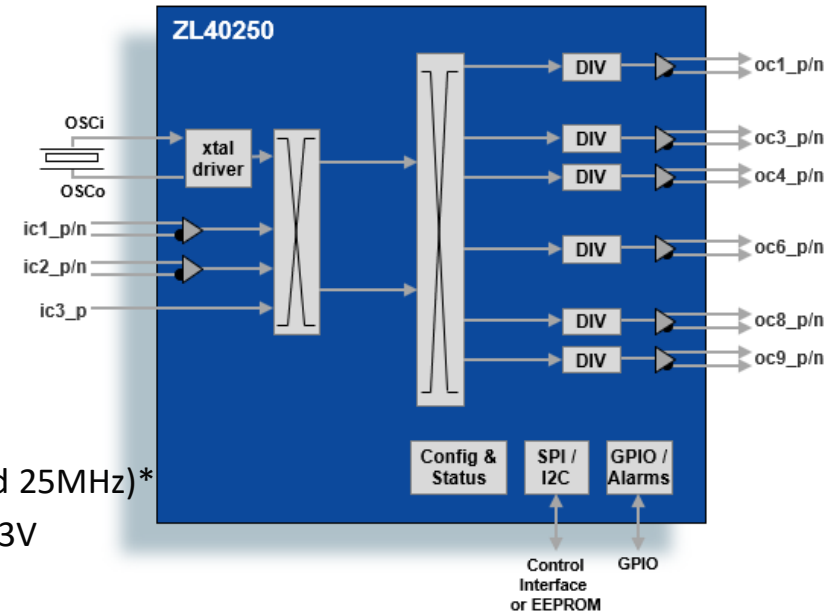 ZL40250
OSCi
OSCo
xtal
driver
ic1_p/n
ic2_p/n
ic3_p
DIV
oc1_p/n
DIV
oc3_p/n
DIV
oc4_p/n
DIV
oc6_p/n
DIV
oc8_p/n
DIV
oc9_p/n
Config &
Status
SPI /
I2C
GPIO /
Alarms
d 25MHz)*
3V
Control
Interface
or EEPROM
GPIO